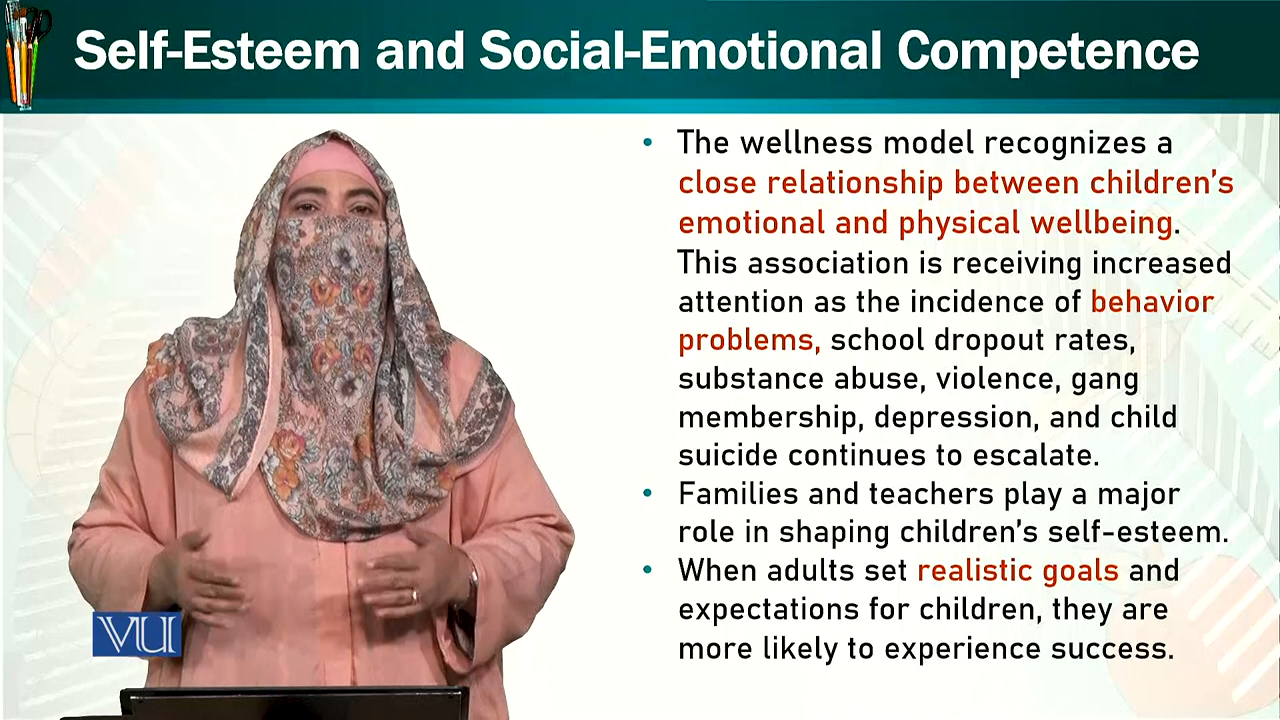 Self-Esteem and Social-Emotional Competence
• The wellness model recognizes a
close relationship between children's
emotional and physical wellbeing.
This association is receiving increased
attention as the incidence of behavior
problems, school dropout rates,
substance abuse, violence, gang
membership, depression, and child
suicide continues to escalate.
• Families and teachers play a major
role in shaping children's self-esteem.
• When adults set realistic goals and
expectations for children, they are
more likely to experience success.
VU